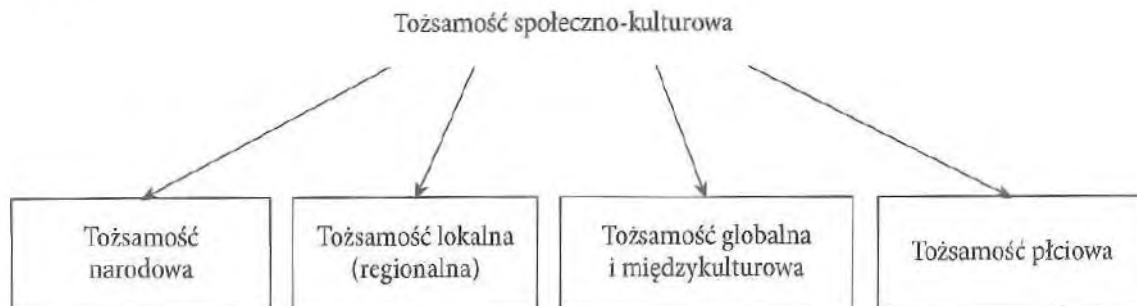 Tożsamość społeczno-kulturowa
Tożsamość
narodowa
Tożsamość lokalna
(regionalna)
Tożsamość globalna
i międzykulturowa
Tożsamość płciowa